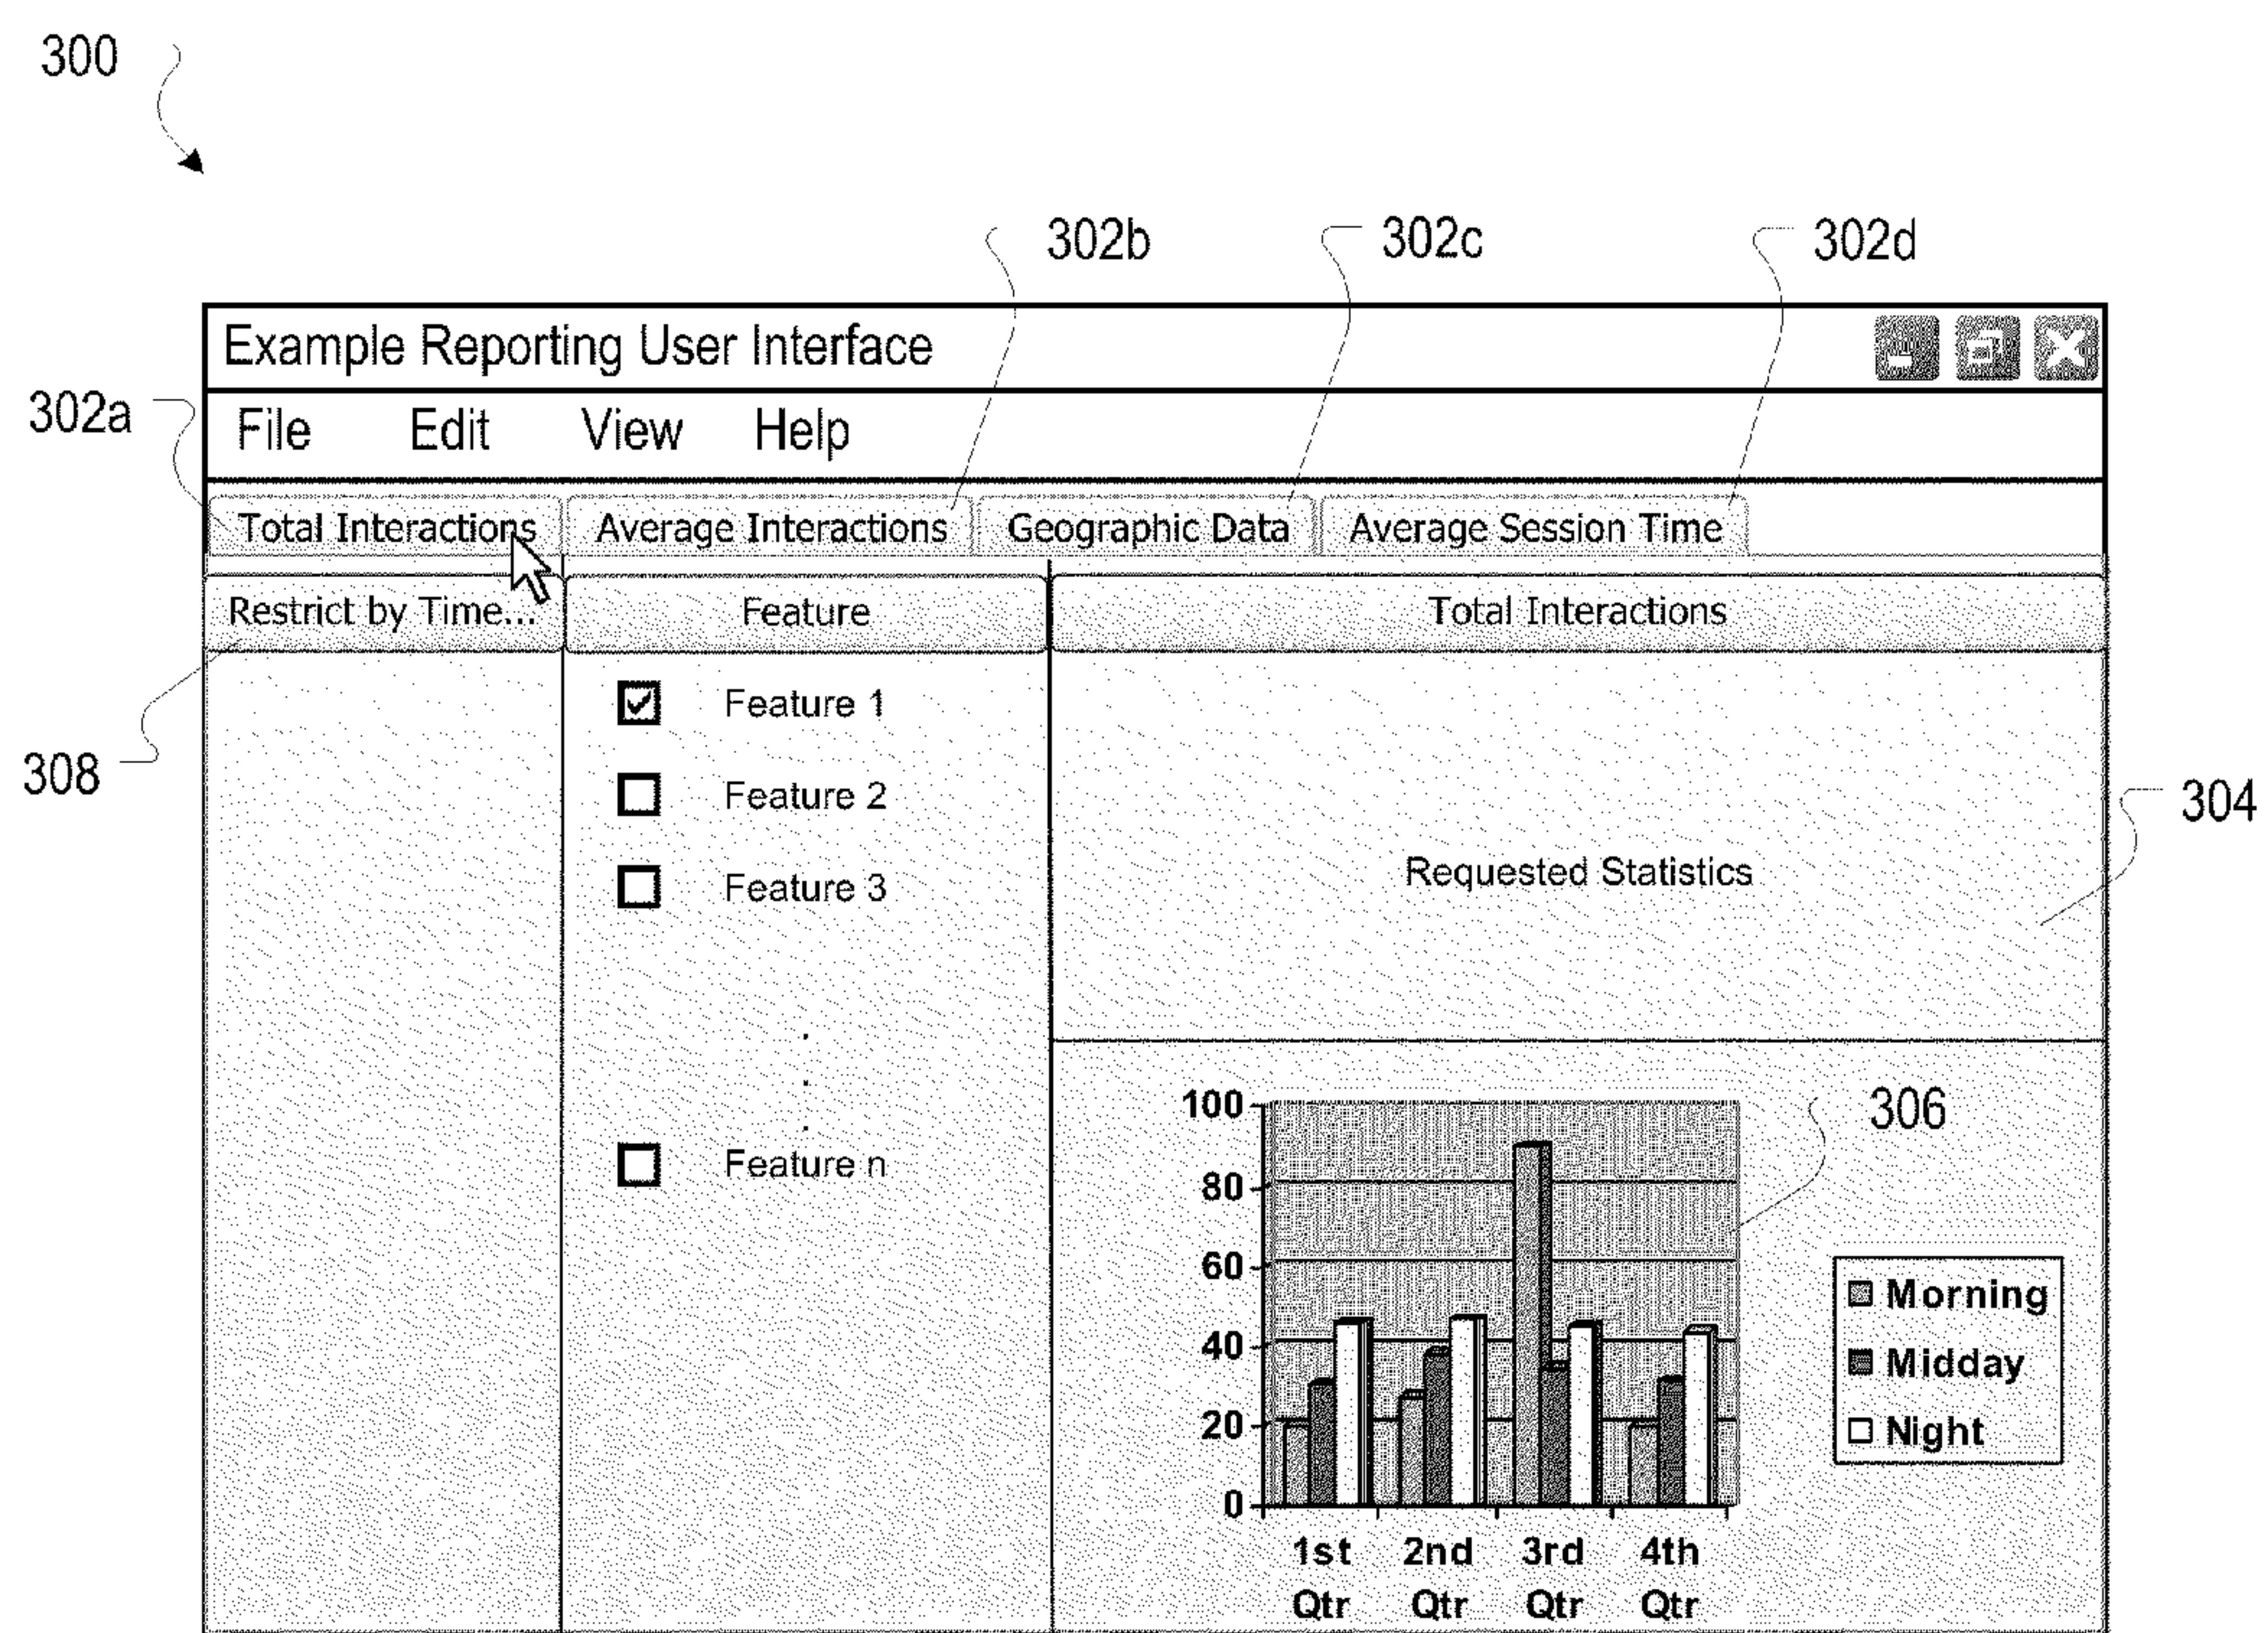 300
302b 302c 302d
Example Reporting User Interface
302a
File Edit View Help
Total Interactions Average Interactions Geographic Data Average Session Time
Restrict by Time... Feature Total Interactions
Feature 1
308
Feature 2
304
Feature 3
Requested Statistics
Feature n
306
100
80
60
40
20
0
Morning
Midday
Night
1st Qtr
2nd Qtr
3rd Qtr
4th Qtr